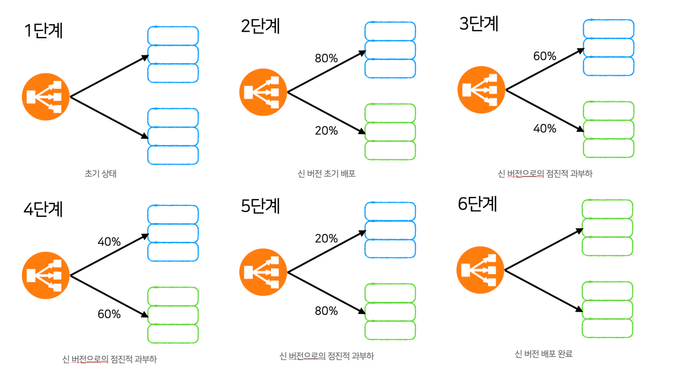 1단계
초기 상태
2단계
80%
20%
신 버전 초기 배포
3단계
60%
40%
신 버전으로의 점진적 과부하
4단계
40%
60%
신 버전으로의 점진적 과부하
5단계
20%
80%
신 버전으로의 점진적 과부하
6단계
신 버전 배포 완료